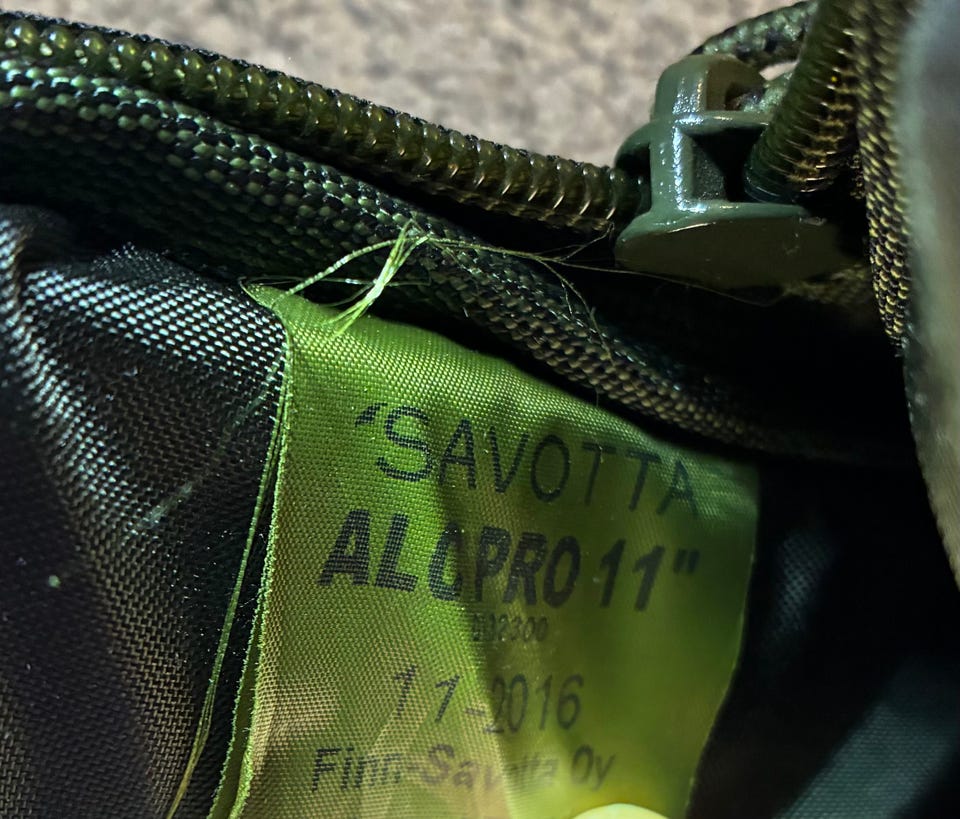 SAVOTTA
ALOPRO 11"
11-2016
Finn-Savotta Oy